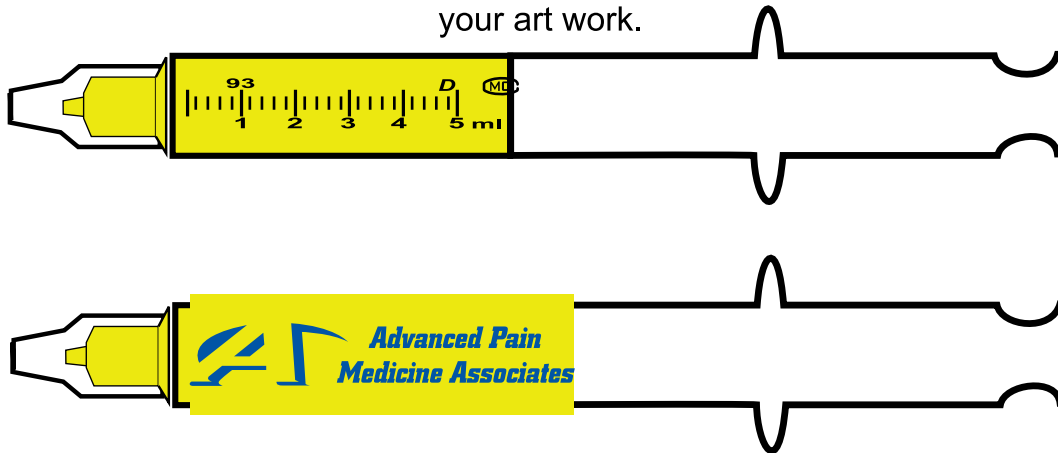 your art work.
93 D MDC
1 2 3 4 5 ml
Advanced Pain
Medicine Associates